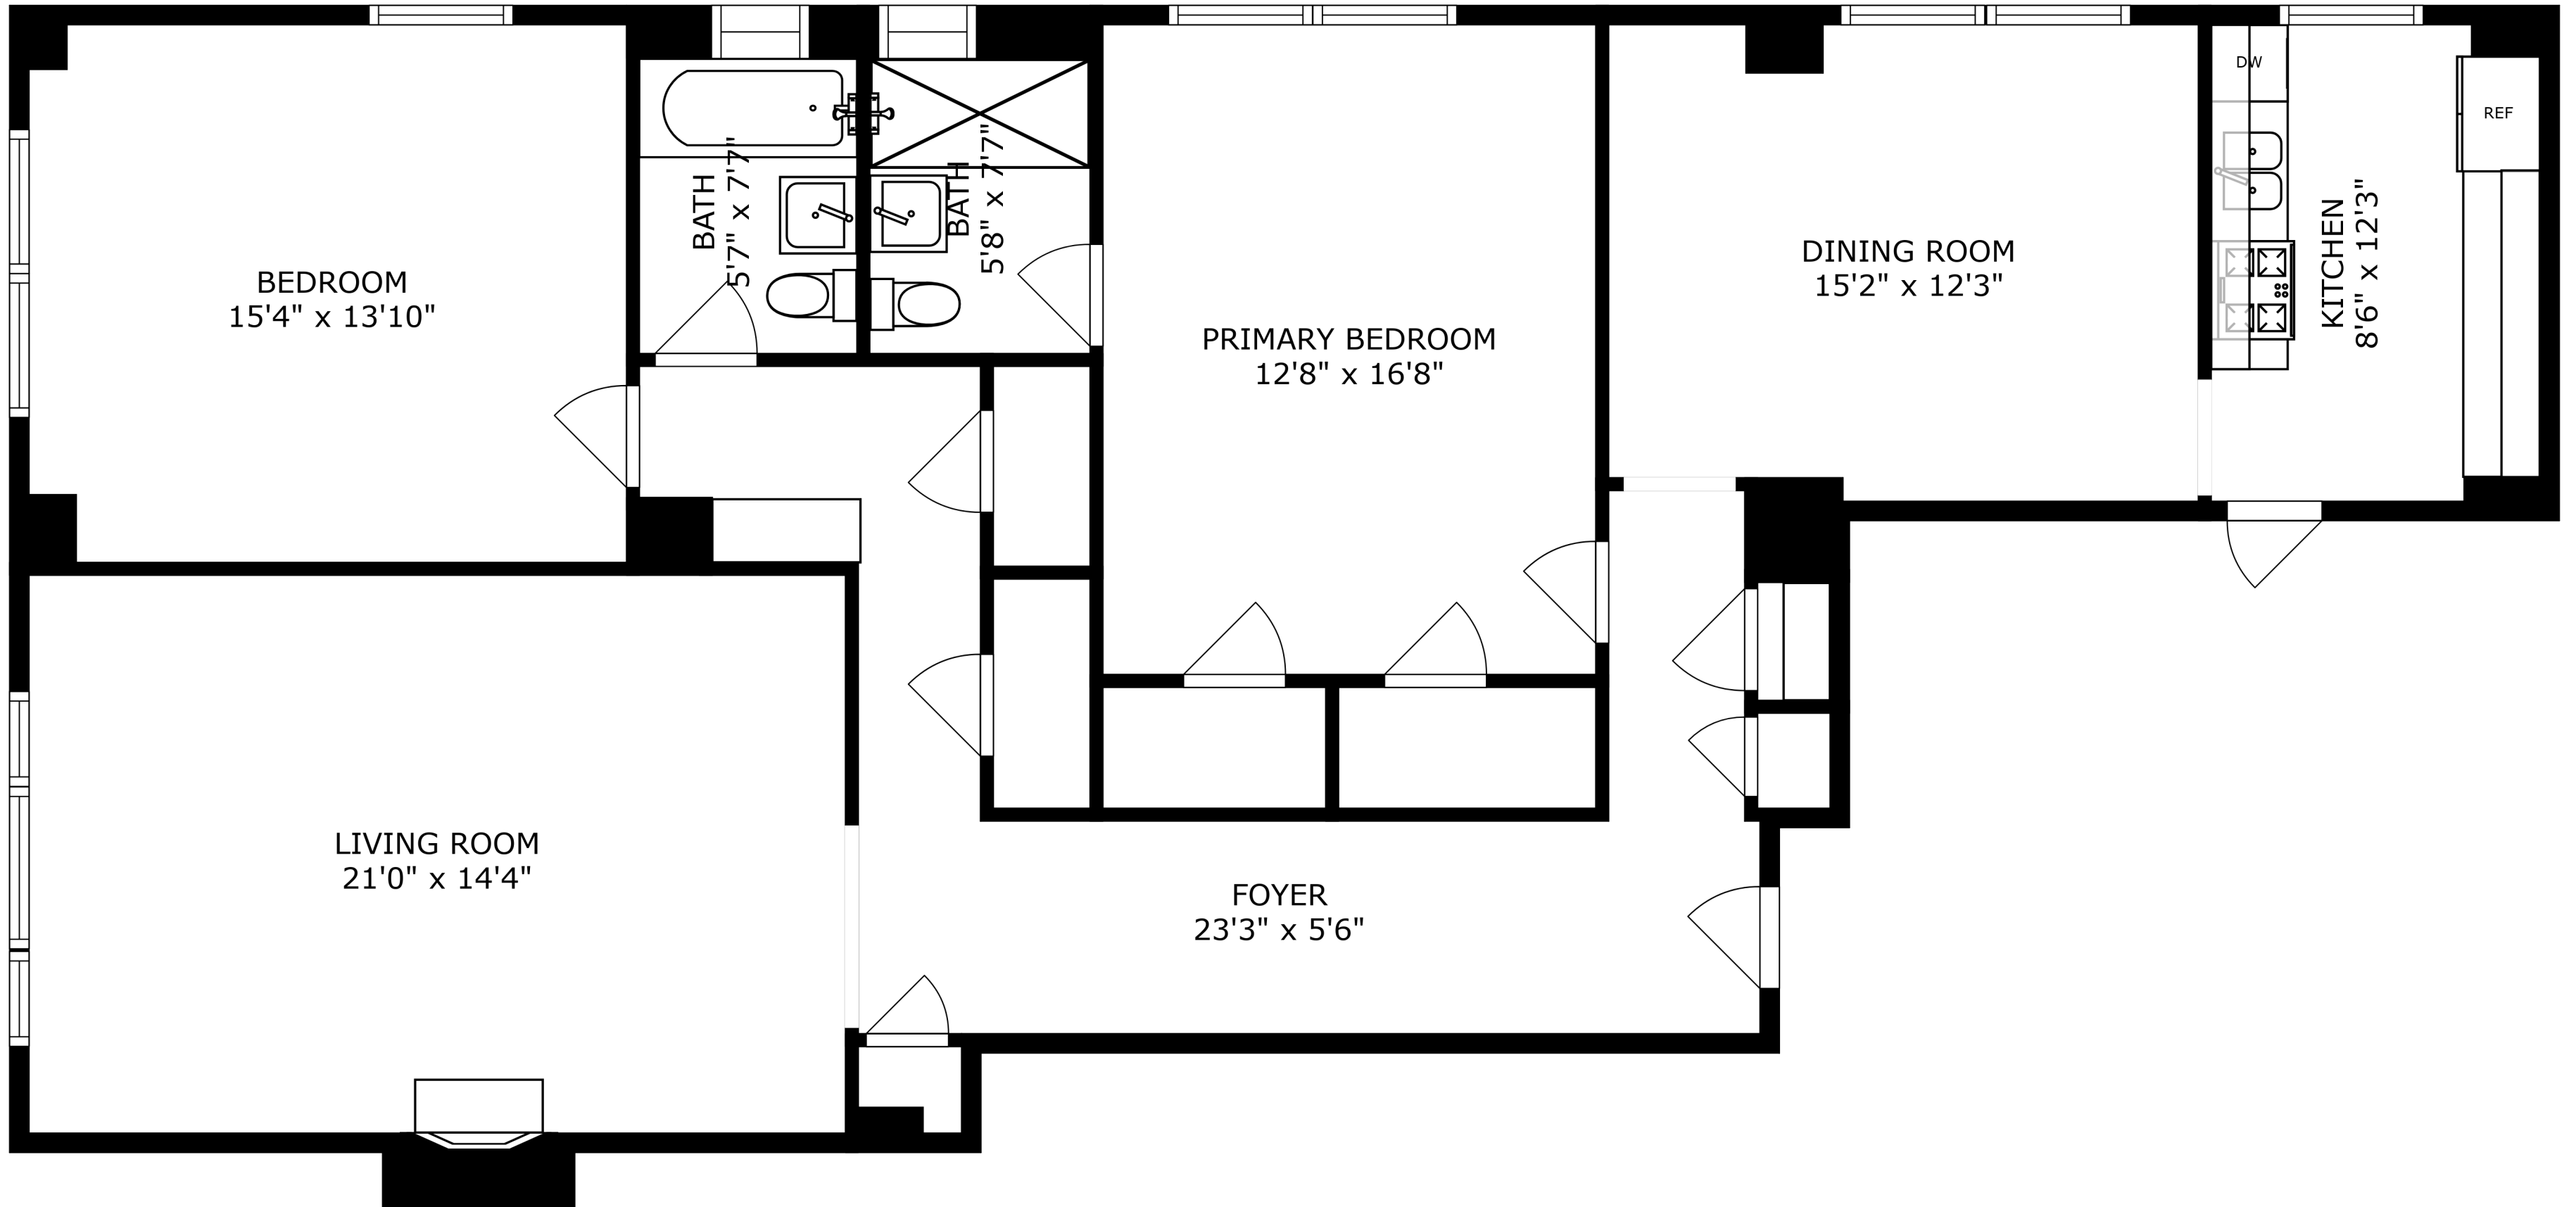 BEDROOM
15'4" x 13'10"
BATH
5'7" x 7'7"
BATH
5'8" x 7'7"
PRIMARY BEDROOM
12'8" x 16'8"
DINING ROOM
15'2" x 12'3"
DW
KITCHEN
8'6" x 12'3"
REF
LIVING ROOM
21'0" x 14'4"
FOYER
23'3" x 5'6"